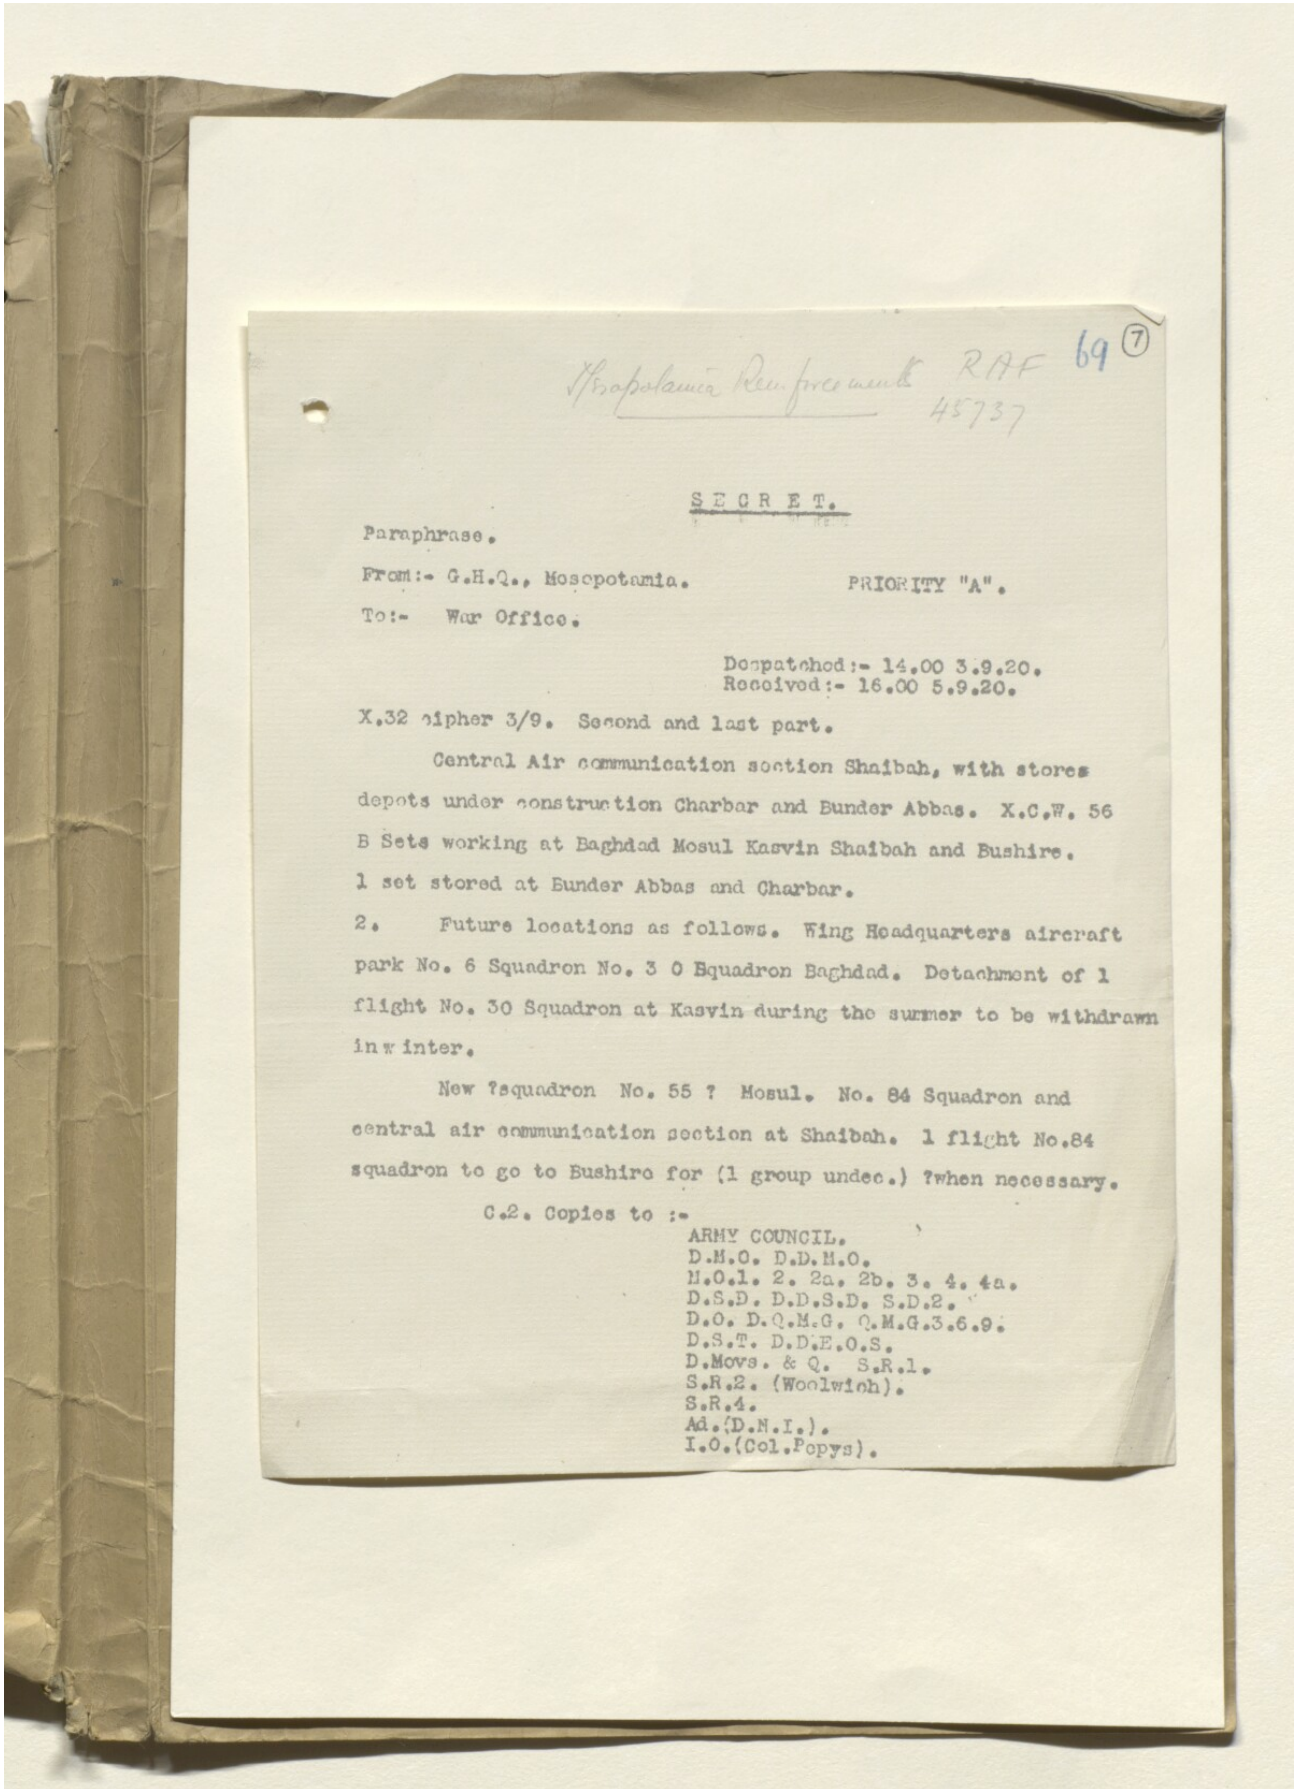 69 7
Mesopotamia Reinforcements RAF
45737
SECRET.
Paraphrase.
From:- G.H.Q., Mesopotamia. PRIORITY "A".
To:- War Office.
Despatched:- 14.00 3.9.20.
Received:- 16.00 5.9.20.
X.32 cipher 3/9. Second and last part.
Central Air communication section Shaibah, with stores
depots under construction Charbar and Bunder Abbas. X.C.W. 56
B Sets working at Baghdad Mosul Kasvin Shaibah and Bushire.
1 set stored at Bunder Abbas and Charbar.
2. Future locations as follows. Wing Headquarters aircraft
park No. 6 Squadron No. 3 0 Squadron Baghdad. Detachment of 1
flight No. 30 Squadron at Kasvin during the summer to be withdrawn
inw inter.
New ?squadron No. 55 ? Mosul. No. 84 Squadron and
central air communication section at Shaibah. 1 flight No.84
squadron to go to Bushire for (1 group undec.) ?when necessary.
C.2. Copies to :-
ARMY COUNCIL.
D.M.O. D.D.M.O.
M.O.1. 2. 2a. 2b. 3. 4. 4a.
D.S.D. D.D.S.D. S.D.2.
D.O. D.Q.M.G. Q.M.G.3.6.9.
D.S.T. D.D.E.O.S.
D.Movs. & Q. S.R.1.
S.R.2. (Woolwich).
S.R.4.
Ad.(D.N.I.).
I.O.(Col.Pepys).